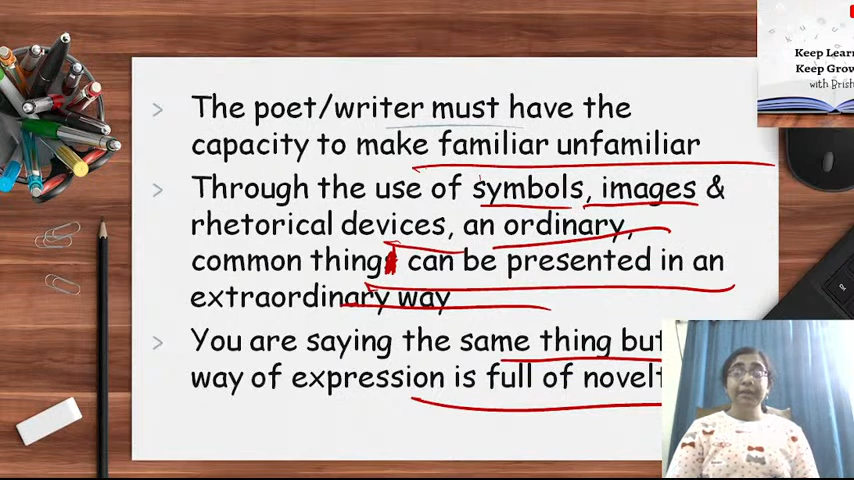 Keep Lear
Keep Grow
with Brish
The poet/writer must have the
capacity to make familiar unfamiliar
Through the use of symbols, images &
rhetorical devices, an ordinary,
common thing can be presented in an
extraordinary way
You are saying the same thing but
way of expression is full of novelt